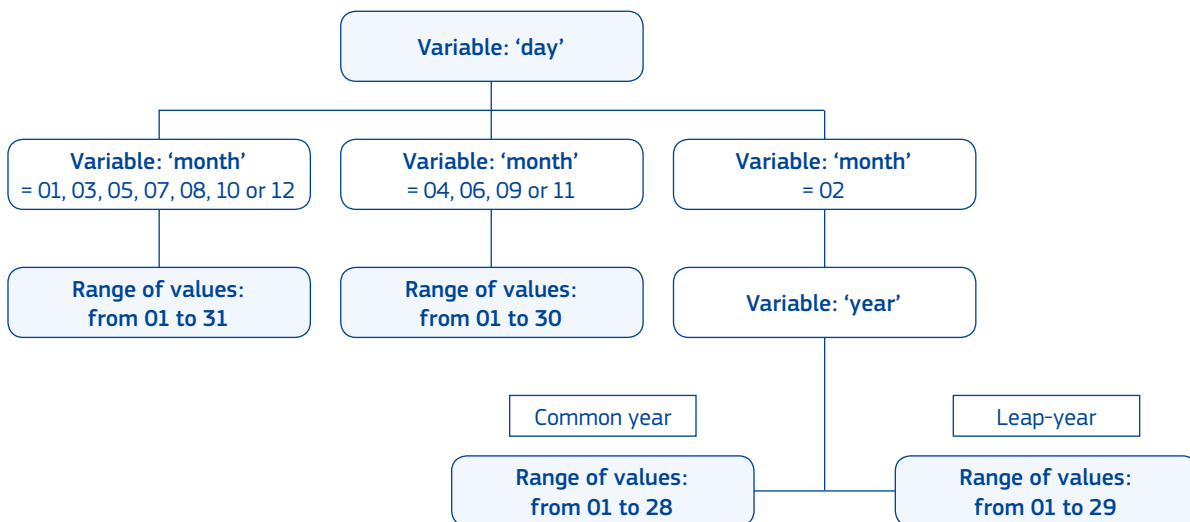 Variable: ‘day’
Variable: ‘month’
= 01, 03, 05, 07, 08, 10 or 12
Variable: ‘month’
= 04, 06, 09 or 11
Variable: ‘month’
= 02
Range of values:
from 01 to 31
Range of values:
from 01 to 30
Variable: ‘year’
Common year
Leap-year
Range of values:
from 01 to 28
Range of values:
from 01 to 29